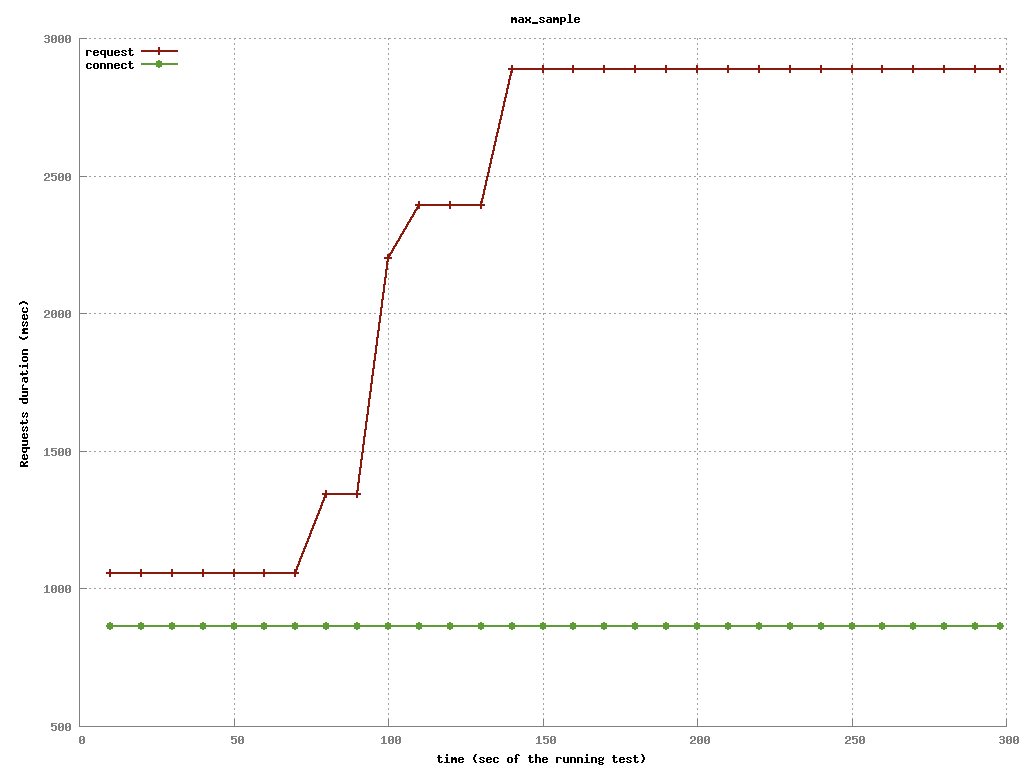 max_sample
3000
request
connect
2500
2000
1500
1000
500
Requests duration (msec)
0 50 100 150 200 250 300
time (sec of the running test)